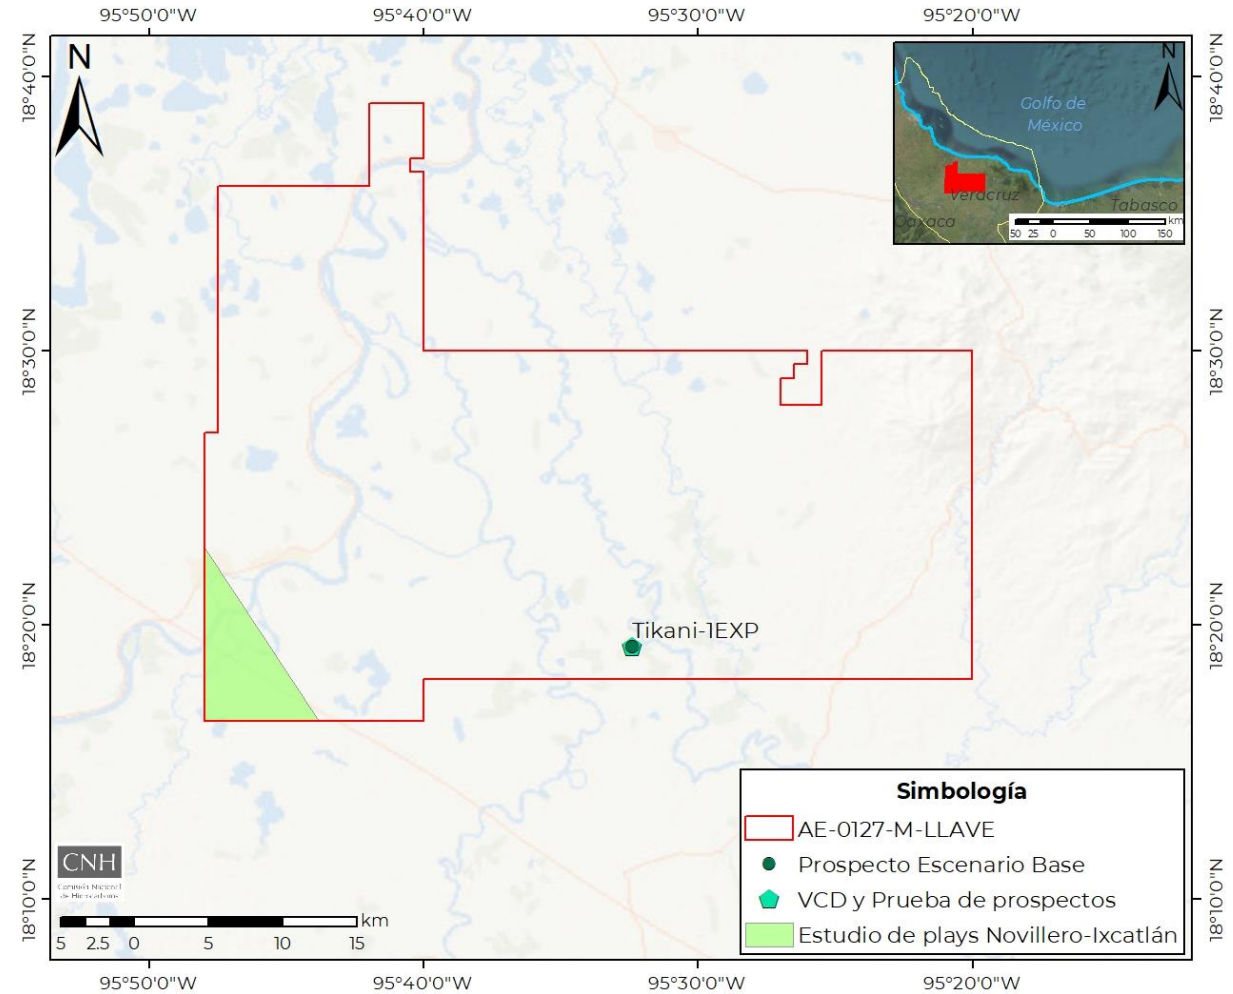 95°50'0"W 95°40'0"W 95°30'0"W 95°20'0"W
N
18°40'0"N
18°30'0"N
18°20'0"N
18°10'0"N
N
Golfo de
México
Veracruz
Oaxaca
Tabasco
km
50 25 0 50 100 150
18°40'0"N
18°30'0"N
18°20'0"N
18°10'0"N
Tikani-1EXP
Simbología
AE-0127-M-LLAVE
Prospecto Escenario Base
VCD y Prueba de prospectos
Estudio de plays Novillero-Ixcatlán
CNH
Comisión Nacional
de Hidrocarburos
km
5 2.5 0 5 10 15
95°50'0"W 95°40'0"W 95°30'0"W 95°20'0"W